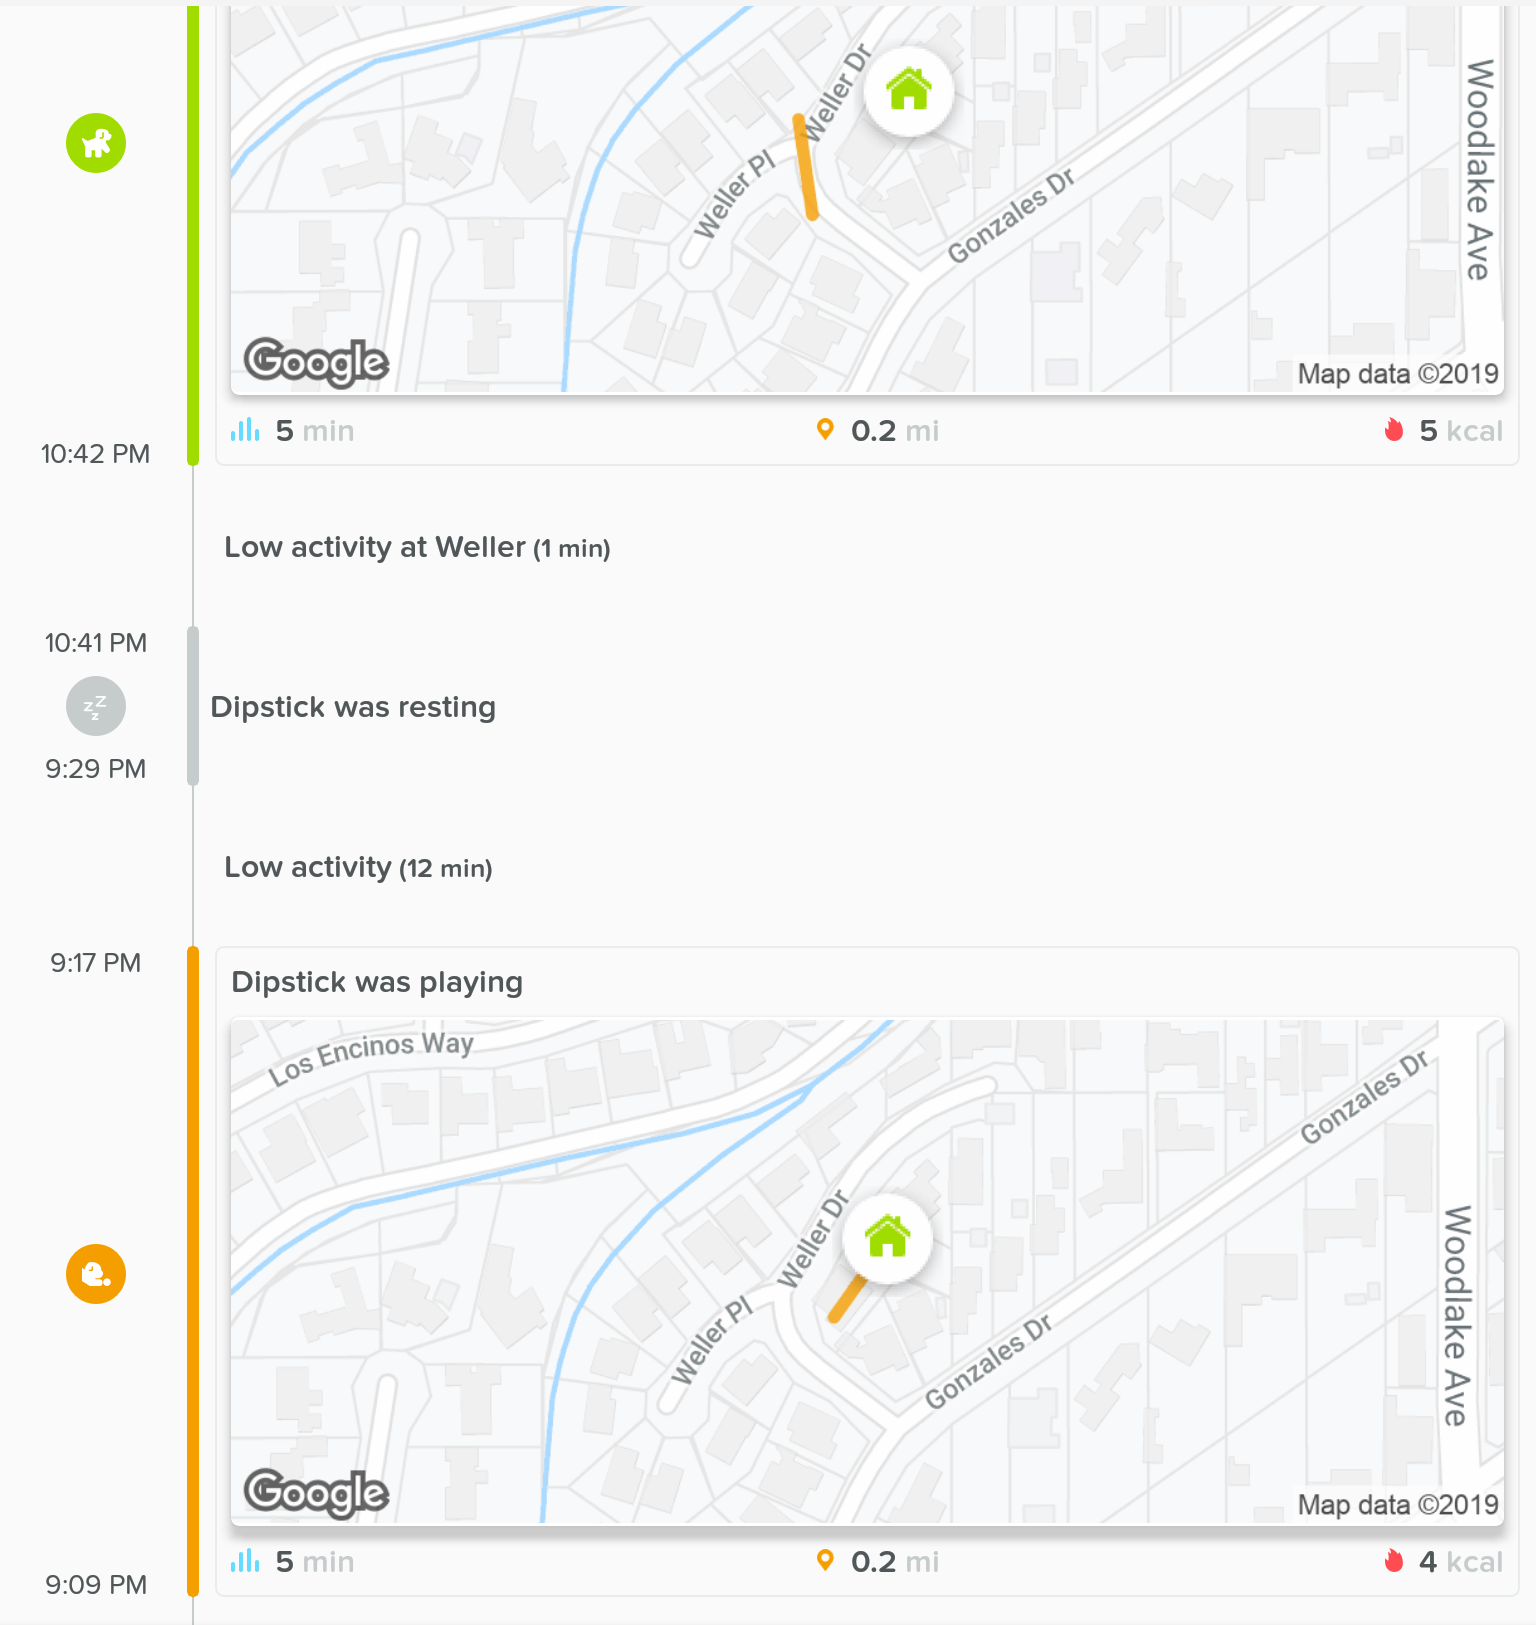 Weller Dr
Weller Pl
Gonzales Dr
Woodlake Ave
Google
Map data ©2019
5 min
0.2 mi
5 kcal
10:42 PM
Low activity at Weller (1 min)
10:41 PM
zzz
Dipstick was resting
9:29 PM
Low activity (12 min)
9:17 PM
Dipstick was playing
Los Encinos Way
Gonzales Dr
Weller Dr
Woodlake Ave
Weller Pl
Gonzales Dr
Google
Map data ©2019
5 min
0.2 mi
4 kcal
9:09 PM